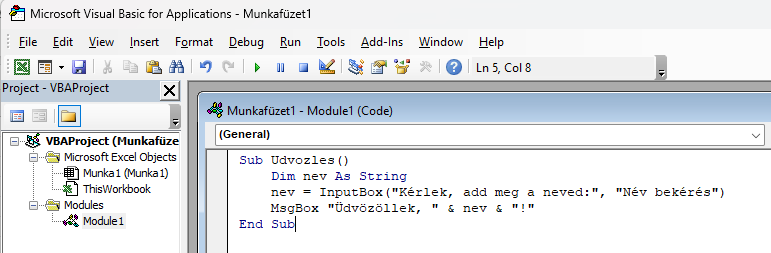 Microsoft Visual Basic for Applications - Munkafüzet1
File Edit View Insert Format Debug Run Tools Add-Ins Window Help
Ln 5, Col 8
Project - VBAProject
VBAProject (Munkafüze
Microsoft Excel Objects
Munka1 (Munka1)
ThisWorkbook
Modules
Module1
Munkafüzet1 - Module1 (Code)
(General)
Sub Udvozles()
Dim nev As String
nev = InputBox("Kérlek, add meg a neved:", "Név bekérés")
MsgBox "Üdvözöllek, " & nev & "!"
End Sub